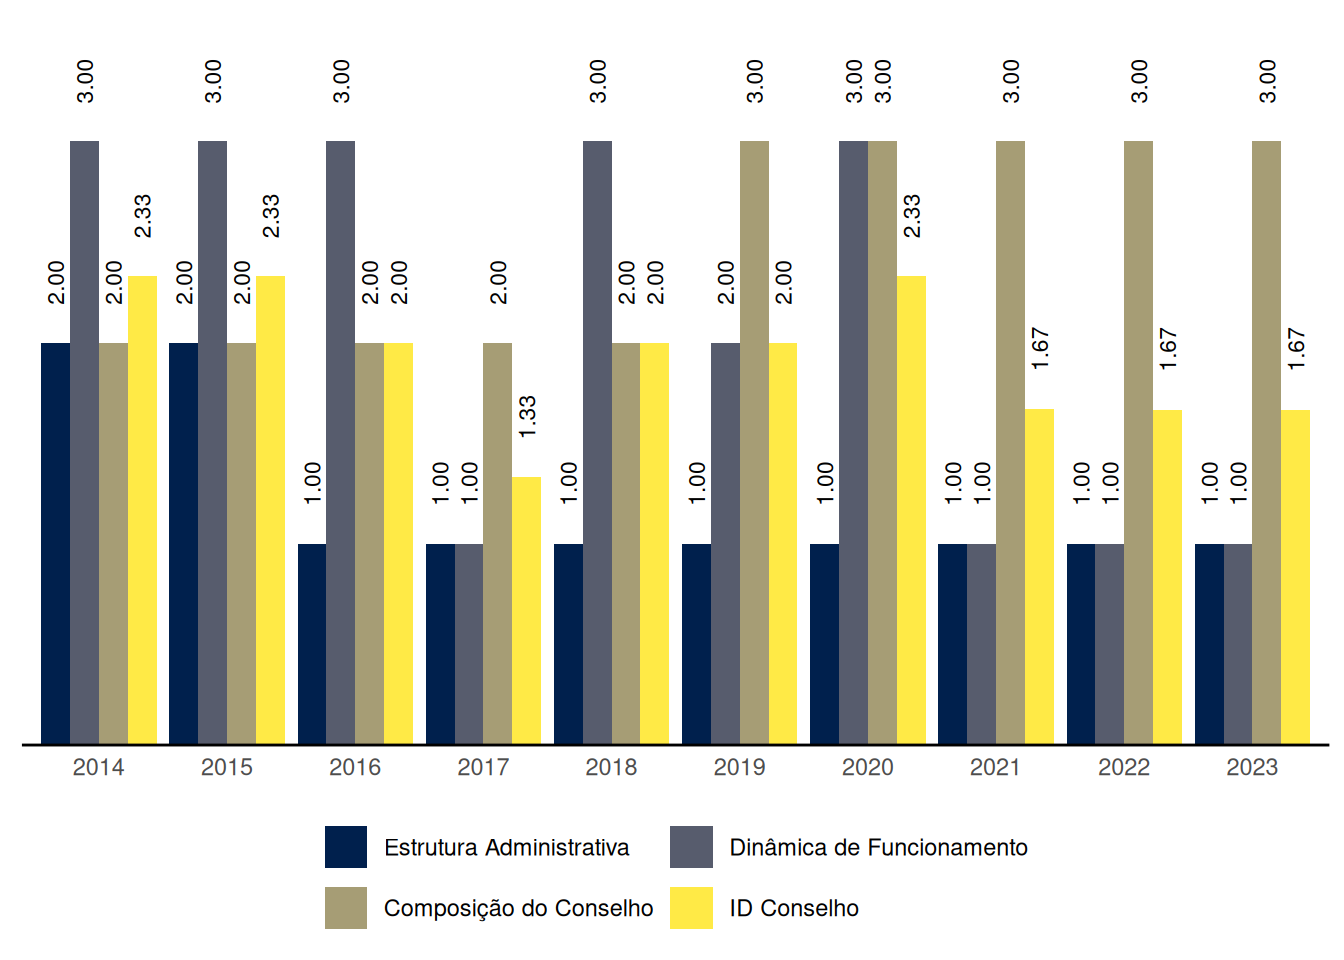 3.00 3.00 3.00 3.00 3.00 3.00 3.00 3.00 3.00 3.00
2.33 2.33 2.33
2.00 2.00 2.00 2.00 2.00 2.00 2.00 2.00 2.00 2.00 2.00
1.67 1.67 1.67
1.33
1.00 1.00 1.00 1.00 1.00 1.00 1.00 1.00 1.00 1.00 1.00 1.00
2014 2015 2016 2017 2018 2019 2020 2021 2022 2023
Estrutura Administrativa Dinâmica de Funcionamento
Composição do Conselho ID Conselho